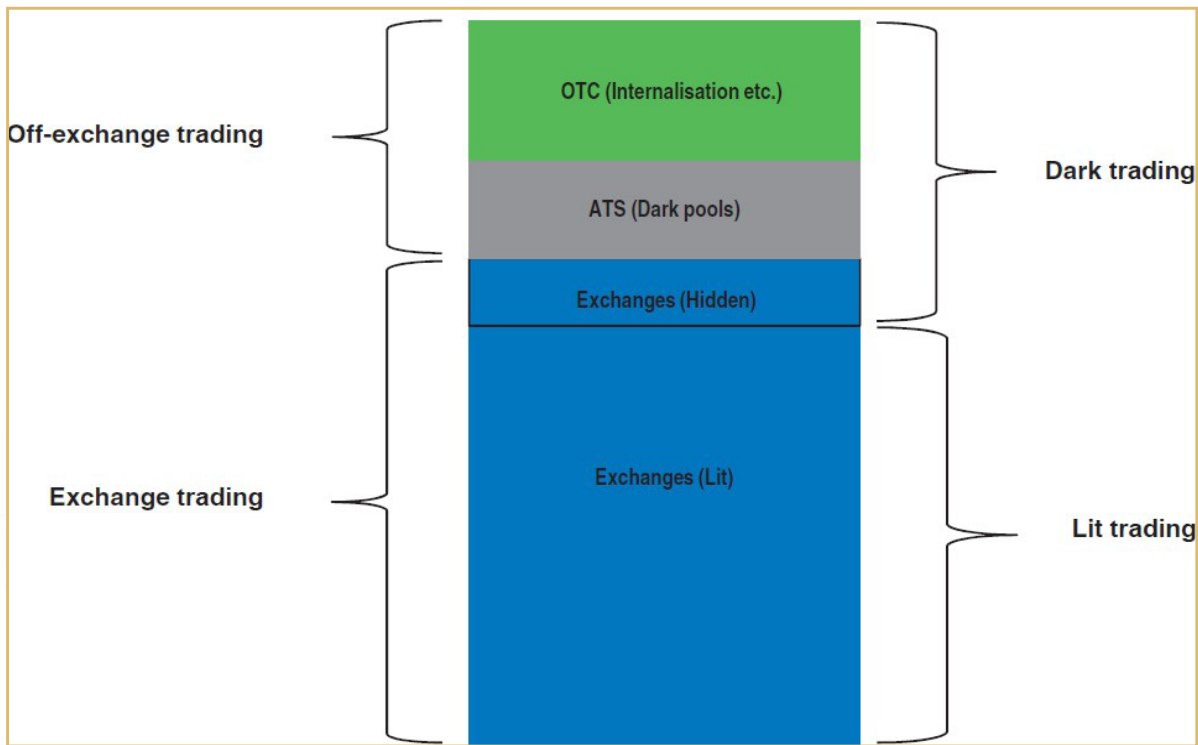 OTC (Internalisation etc.)
Off-exchange trading
Dark trading
ATS (Dark pools)
Exchanges (Hidden)
Exchanges (Lit)
Exchange trading
Lit trading